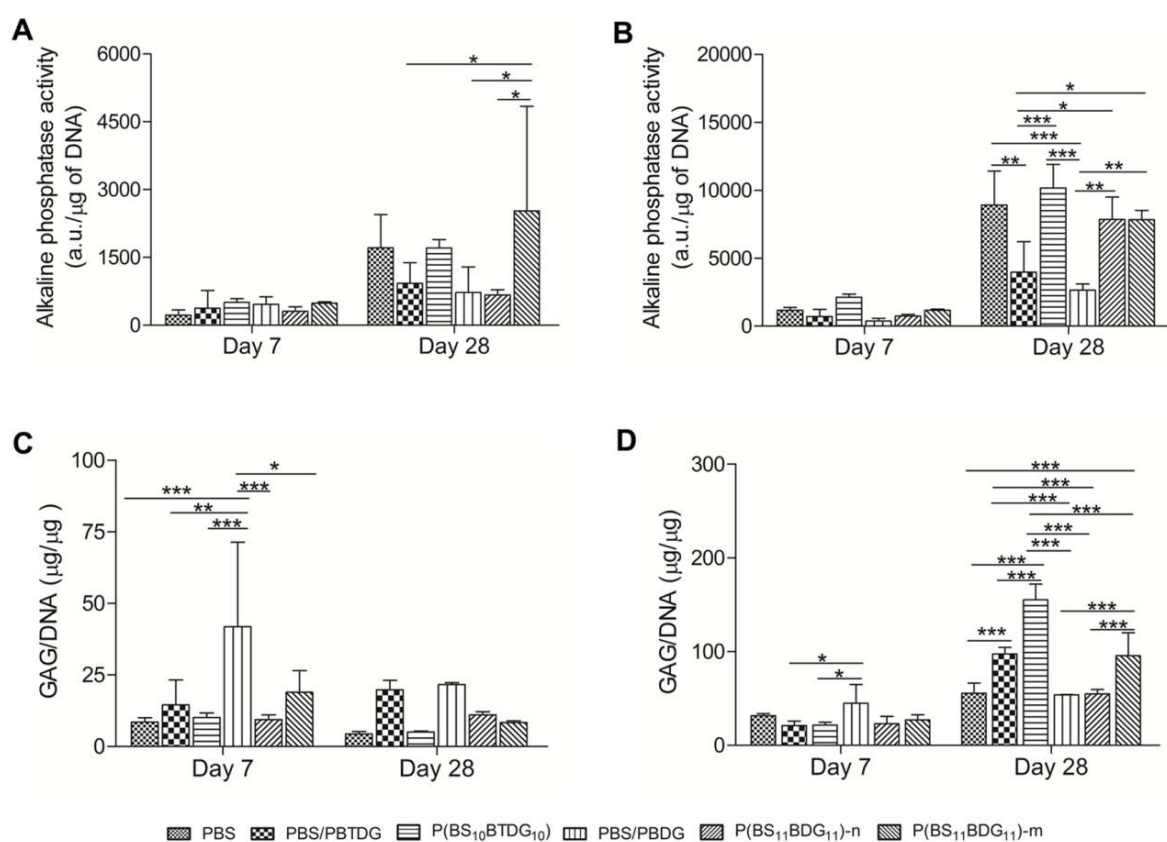 A
Alkaline phosphatase activity
(a.u./μg of DNA)
6000
4500
3000
1500
0
*
*
*
Day 7
Day 28
B
Alkaline phosphatase activity
(a.u./μg of DNA)
20000
15000
10000
5000
0
*
*
***
***
**
***
**
**
Day 7
Day 28
C
GAG/DNA (μg/μg)
100
75
50
25
0
*
***
***
**
***
Day 7
Day 28
D
GAG/DNA (μg/μg)
300
200
100
0
*
*
***
***
***
***
***
***
***
***
***
***
***
Day 7
Day 28
PBS
PBS/PBTDG
P(BS₁₀BTDG₁₀)
PBS/PBDG
P(BS₁₁BDG₁₁)-n
P(BS₁₁BDG₁₁)-m